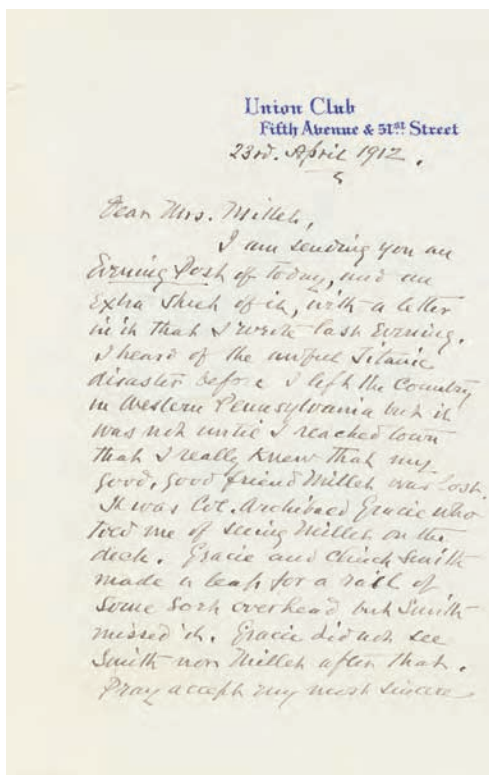 Union Club
Fifth Avenue & 51st Street
23rd. April 1912.
Dear Mrs. Millet,
I am sending you an
Evening Post of today, and an
Extra Sheet of it, with a letter
in it that I wrote last Evening.
I heard of the awful Titanic
disaster before I left the Country
in Western Pennsylvania but it
was not until I reached town
that I really knew that my
good, good friend Millet was lost.
It was Col. Archibald Gracie who
told me of seeing Millet on the
deck. Gracie and Clinch Smith
made a leap for a rail of
some sort overhead but Smith
missed it. Gracie did not see
Smith nor Millet after that.
Pray accept my most sincere